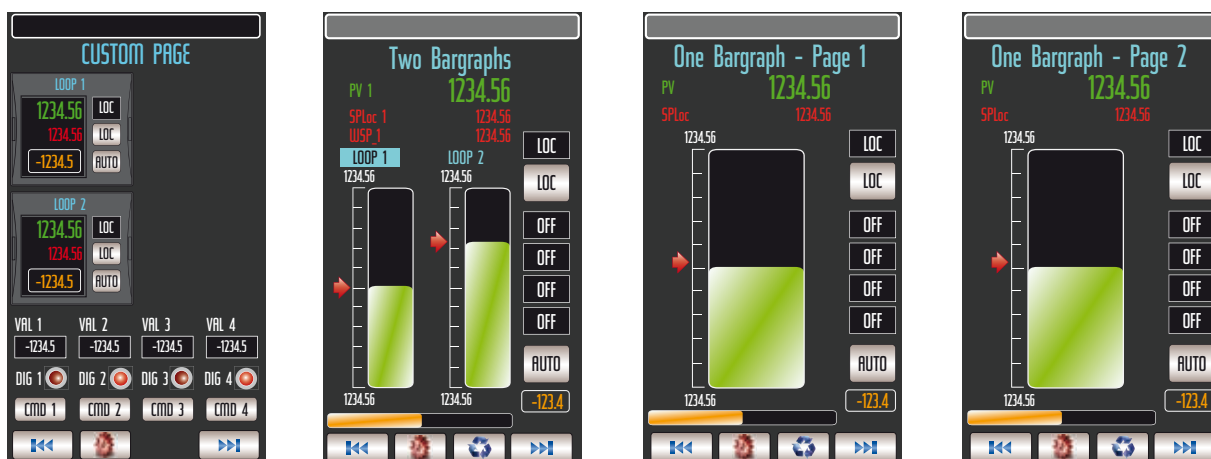 CUSTOM PAGE
LOOP 1
1234.56 LOC
1234.56 LOC
-1234.5 AUTO
LOOP 2
1234.56 LOC
1234.56 LOC
-1234.5 AUTO
VAL 1 VAL 2 VAL 3 VAL 4
-1234.5 -1234.5 -1234.5 -1234.5
DIG 1 DIG 2 DIG 3 DIG 4
CMD 1 CMD 2 CMD 3 CMD 4
Two Bargraphs
PV 1 1234.56
SPLoc 1 1234.56
WSP_1 1234.56
LOOP 1 LOOP 2
1234.56 1234.56
LOC
LOC
OFF
OFF
OFF
OFF
AUTO
1234.56 1234.56 -123.4
One Bargraph - Page 1
PV 1234.56
SPLoc 1234.56
1234.56
LOC
LOC
OFF
OFF
OFF
OFF
AUTO
1234.56 -123.4
One Bargraph - Page 2
PV 1234.56
SPLoc 1234.56
1234.56
LOC
LOC
OFF
OFF
OFF
OFF
AUTO
1234.56 -123.4